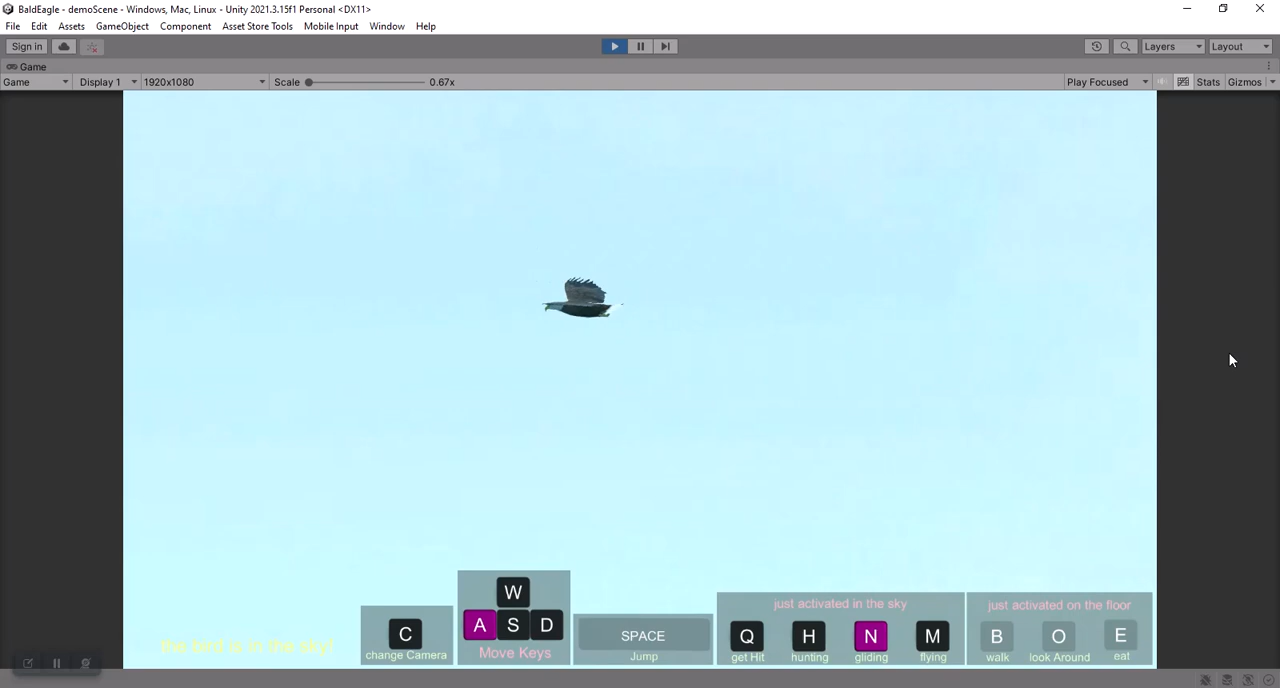 BaldEagle - demoScene - Windows, Mac, Linux - Unity 2021.3.15f1 Personal <DX11>
File Edit Assets GameObject Component Asset Store Tools Mobile Input Window Help
Sign in Layers Layout
Game
Game Display 1 1920x1080 Scale 0.67x Play Focused Stats Gizmos
the bird is in the sky!
C
change Camera
W
A S D
Move Keys
SPACE
Jump
just activated in the sky
Q H N M
get Hit hunting gliding flying
just activated on the floor
B O E
walk look Around eat